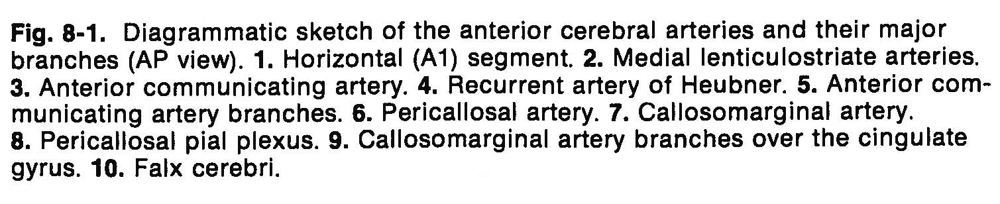 Fig. 8-1. Diagrammatic sketch of the anterior cerebral arteries and their major
branches (AP view). 1. Horizontal (A1) segment. 2. Medial lenticulostriate arteries.
3. Anterior communicating artery. 4. Recurrent artery of Heubner. 5. Anterior com-
municating artery branches. 6. Pericallosal artery. 7. Callosomarginal artery.
8. Pericallosal pial plexus. 9. Callosomarginal artery branches over the cingulate
gyrus. 10. Falx cerebri.